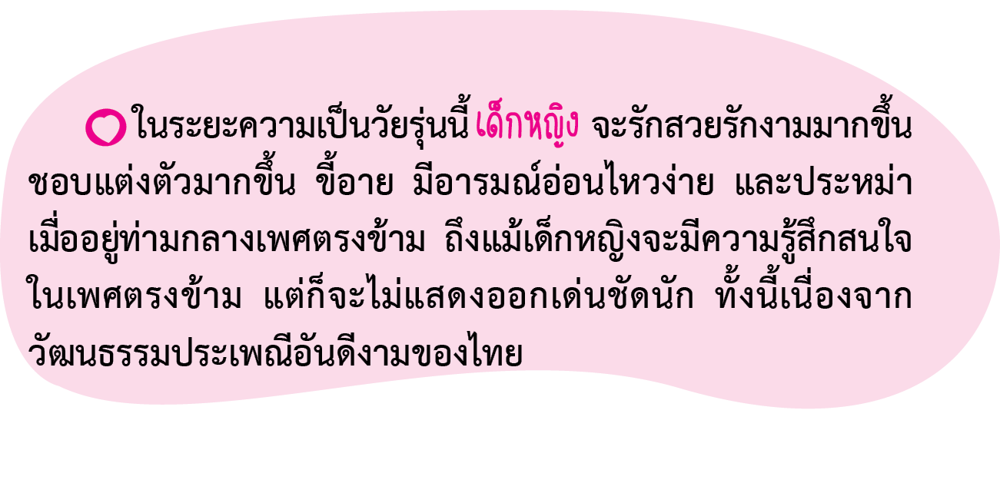 ในระยะความเป็นวัยรุ่นนี้ เด็กหญิง จะรักสวยรักงามมากขึ้น
ชอบแต่งตัวมากขึ้น ขี้อาย มีอารมณ์อ่อนไหวง่าย และประหม่า
เมื่ออยู่ท่ามกลางเพศตรงข้าม ถึงแม้เด็กหญิงจะมีความรู้สึกสนใจ
ในเพศตรงข้าม แต่ก็จะไม่แสดงออกเด่นชัดนัก ทั้งนี้เนื่องจาก
วัฒนธรรมประเพณีอันดีงามของไทย